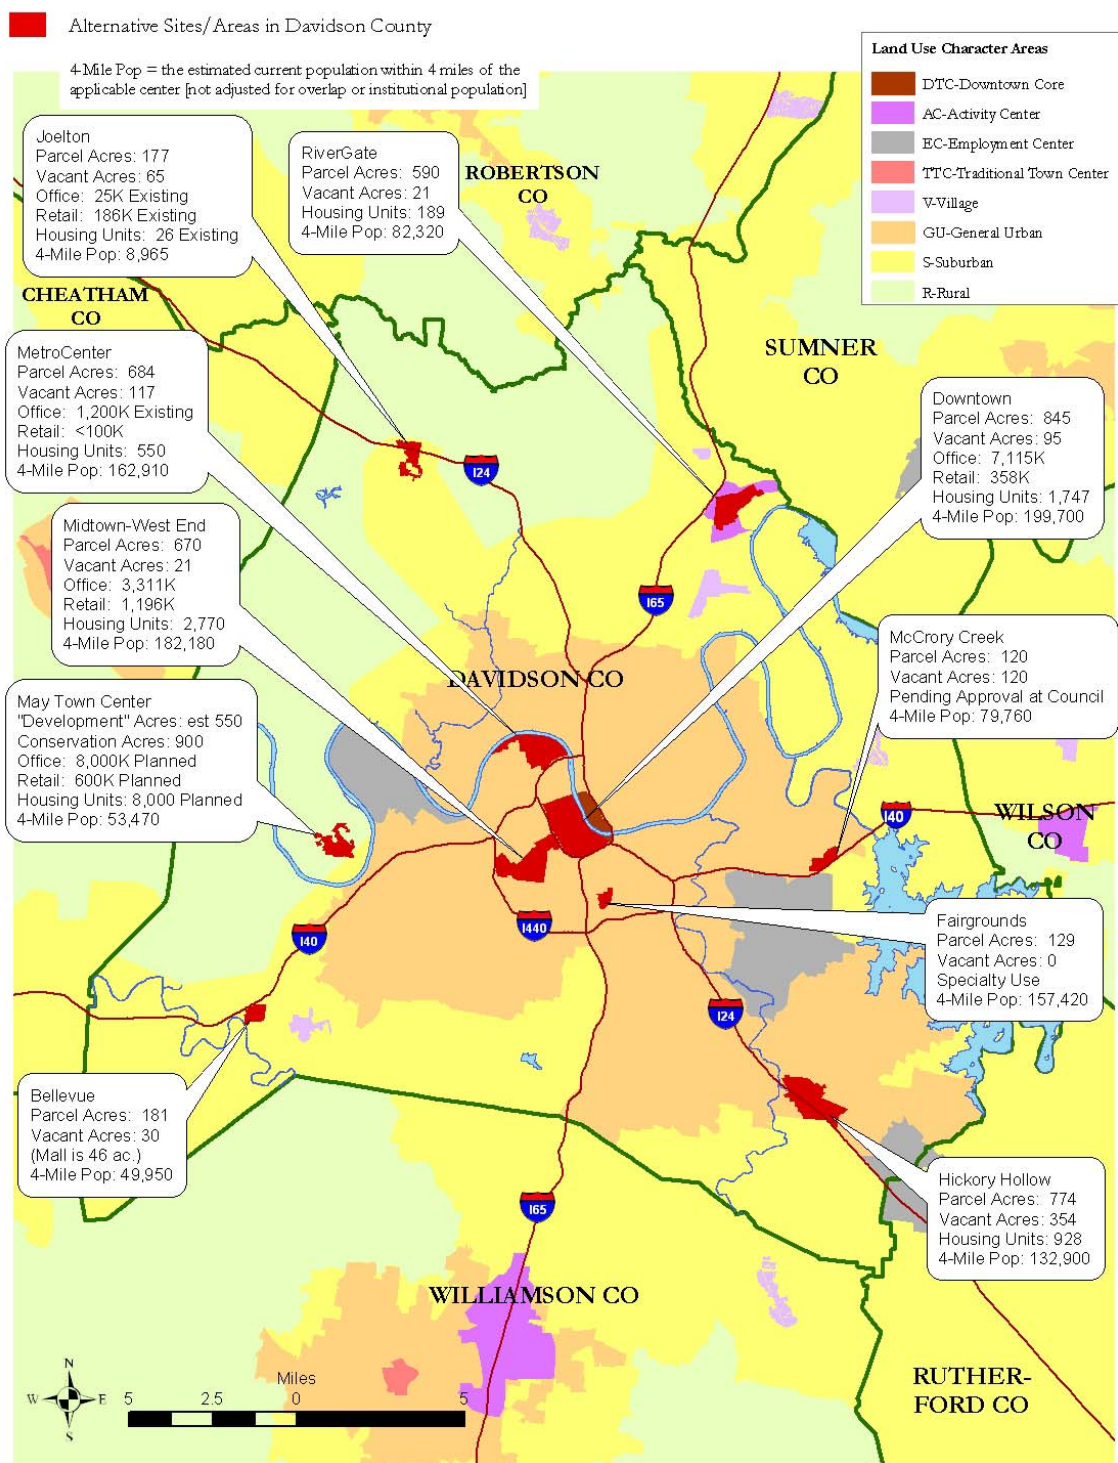 Alternative Sites/Areas in Davidson County
4-Mile Pop = the estimated current population within 4 miles of the
applicable center [not adjusted for overlap or institutional population]
Land Use Character Areas
DTC-Downtown Core
AC-Activity Center
EC-Employment Center
TTC-Traditional Town Center
V-Village
GU-General Urban
S-Suburban
R-Rural
Joelton
Parcel Acres: 177
Vacant Acres: 65
Office: 25K Existing
Retail: 186K Existing
Housing Units: 26 Existing
4-Mile Pop: 8,965
RiverGate
Parcel Acres: 590
Vacant Acres: 21
Housing Units: 189
4-Mile Pop: 82,320
ROBERTSON
CO
CHEATHAM
CO
SUMNER
CO
MetroCenter
Parcel Acres: 684
Vacant Acres: 117
Office: 1,200K Existing
Retail: <100K
Housing Units: 550
4-Mile Pop: 162,910
Downtown
Parcel Acres: 845
Vacant Acres: 95
Office: 7,115K
Retail: 358K
Housing Units: 1,747
4-Mile Pop: 199,700
I24
Midtown-West End
Parcel Acres: 670
Vacant Acres: 21
Office: 3,311K
Retail: 1,196K
Housing Units: 2,770
4-Mile Pop: 182,180
I65
McCrory Creek
Parcel Acres: 120
Vacant Acres: 120
Pending Approval at Council
4-Mile Pop: 79,760
DAVIDSON CO
May Town Center
"Development" Acres: est 550
Conservation Acres: 900
Office: 8,000K Planned
Retail: 600K Planned
Housing Units: 8,000 Planned
4-Mile Pop: 53,470
I40
WILSON
CO
Fairgrounds
Parcel Acres: 129
Vacant Acres: 0
Specialty Use
4-Mile Pop: 157,420
I440
I40
I24
Bellevue
Parcel Acres: 181
Vacant Acres: 30
(Mall is 46 ac.)
4-Mile Pop: 49,950
Hickory Hollow
Parcel Acres: 774
Vacant Acres: 354
Housing Units: 928
4-Mile Pop: 132,900
I65
WILLIAMSON CO
RUTHER-
FORD CO
N
W E
S
Miles
5 2.5 0 5